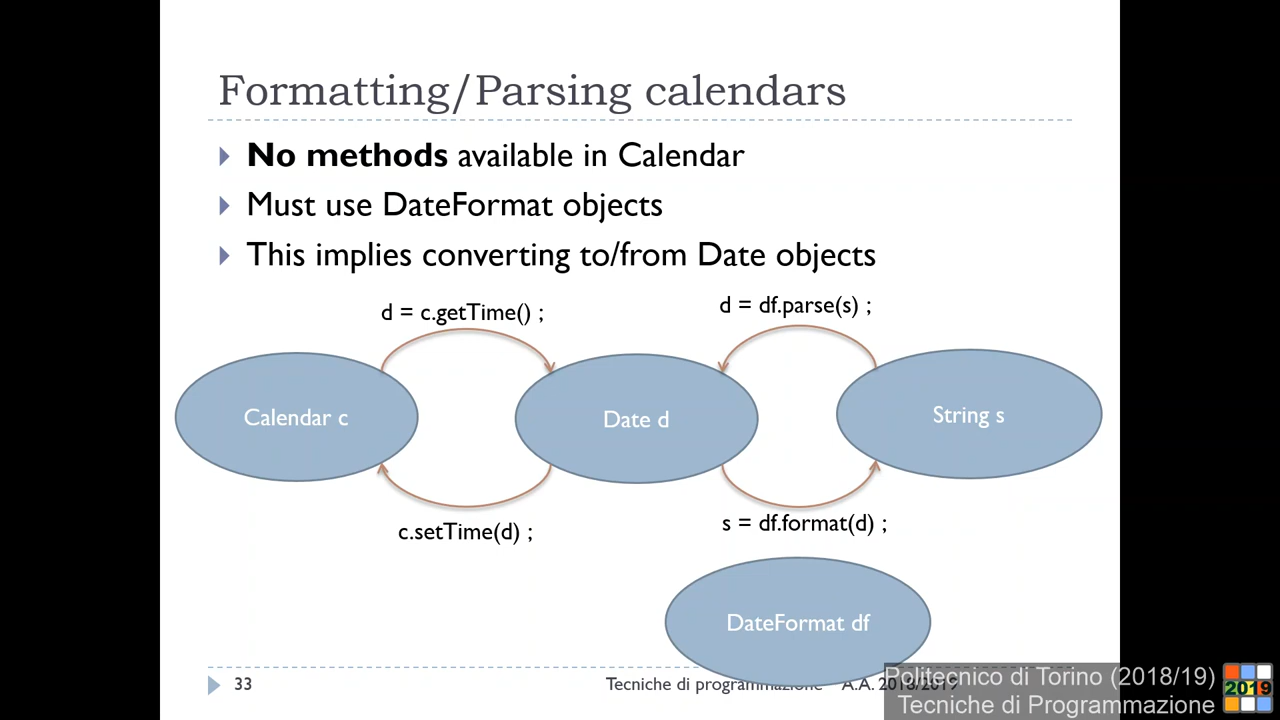 Formatting/Parsing calendars
No methods available in Calendar
Must use DateFormat objects
This implies converting to/from Date objects
d = c.getTime() ;
d = df.parse(s) ;
Calendar c
Date d
String s
c.setTime(d) ;
s = df.format(d) ;
DateFormat df
33
Tecniche di programmazione A.A. 2018/2019
Politecnico di Torino (2018/19)
Tecniche di Programmazione
2019